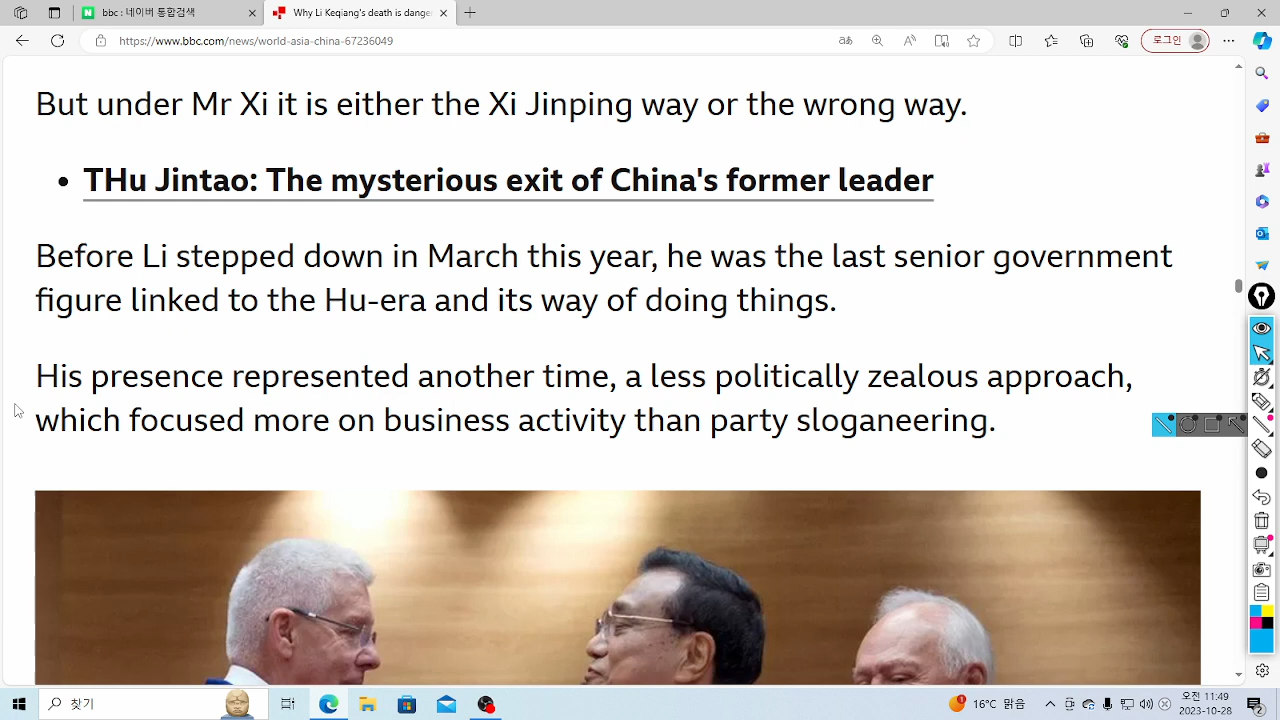 bbc : 네이버 통합검색
Why Li Keqiang's death is dange
https://www.bbc.com/news/world-asia-china-67236049
로그인
But under Mr Xi it is either the Xi Jinping way or the wrong way.
THu Jintao: The mysterious exit of China's former leader
Before Li stepped down in March this year, he was the last senior government
figure linked to the Hu-era and its way of doing things.
His presence represented another time, a less politically zealous approach,
which focused more on business activity than party sloganeering.
찾기
16°C 맑음
오전 11:49
2023-10-28